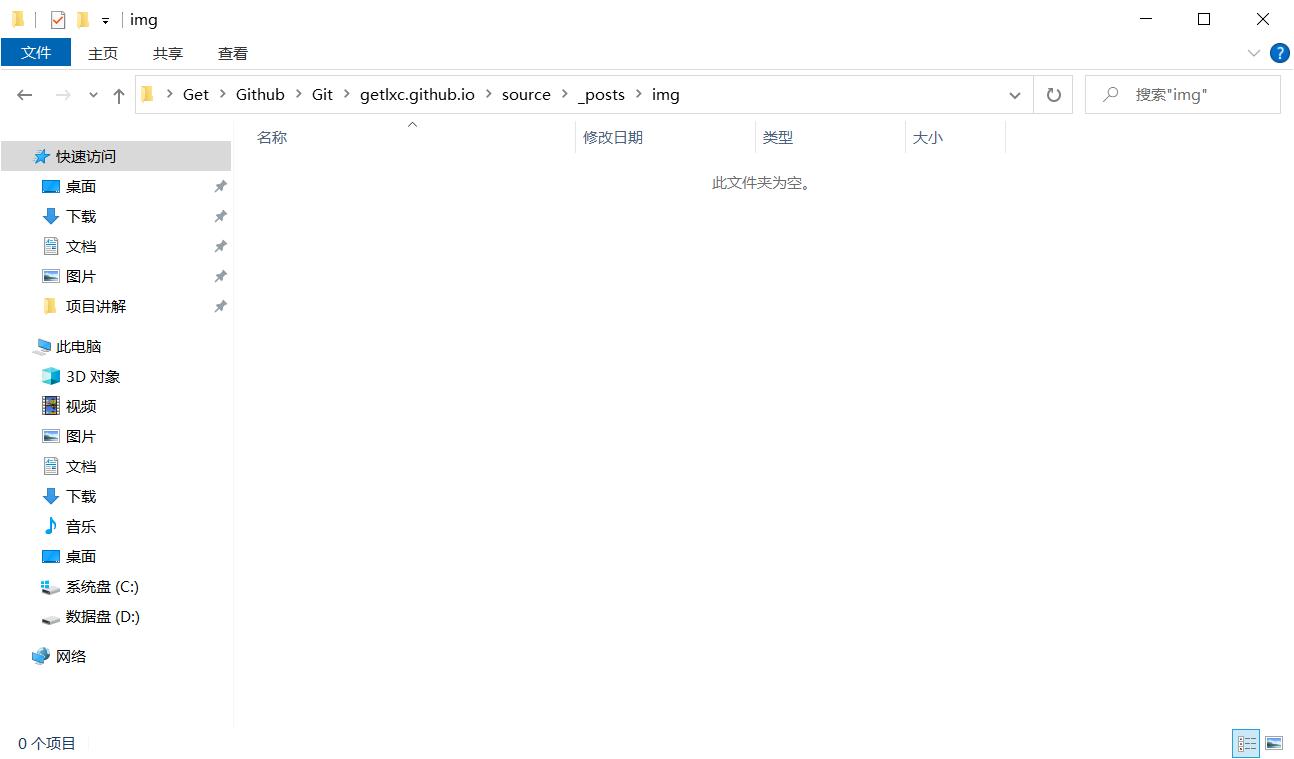 img
文件 主页 共享 查看 ?
Get Github Git getlxc.github.io source _posts img 搜索"img"
名称 修改日期 类型 大小
此文件夹为空。
快速访问
桌面
下载
文档
图片
项目讲解
此电脑
3D 对象
视频
图片
文档
下载
音乐
桌面
系统盘 (C:)
数据盘 (D:)
网络
0 个项目